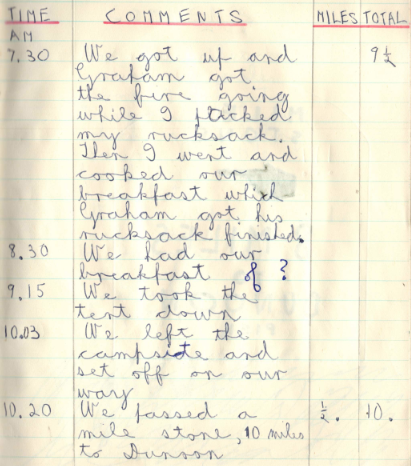 TIME COMMENTS MILES TOTAL
AM
7.30 We got up and 9½
Graham got
the fire going
while I packed
my rucksack.
Then I went and
cooked our
breakfast which
Graham got his
rucksack finished.
8.30 We had our
breakfast of ?
9.15 We took the
tent down
10.03 We left the
campsite and
set off on our
way
10.20 We passed a ½. 10.
mile stone, 10 miles
to Dunoon